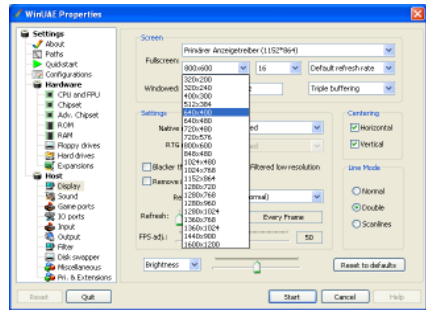 WinUAE Properties
Settings
About
Paths
Quickstart
Configurations
Hardware
CPU and FPU
Chipset
Adv. Chipset
ROM
RAM
Floppy drives
Hard drives
Expansions
Host
Display
Sound
Game ports
IO ports
Input
Output
Filter
Disk swapper
Miscellaneous
Pri. & Extensions
Screen
Primärer Anzeigetreiber (1152*864)
Fullscreen:
800x600
16
Default refresh rate
Windowed:
Triple buffering
320x200
320x240
400x300
512x384
640x400
640x480
720x480
720x576
800x600
848x480
1024x480
1024x768
1152x864
1280x720
1280x768
1280x960
1280x1024
1360x768
1360x1024
1440x900
1600x1200
Settings
Native
RTG
Blacker
Filtered low resolution
Remove
Refresh:
Every Frame
FPS adj.:
50
Centering
Horizontal
Vertical
Line Mode
Normal
Double
Scanlines
Brightness
Reset to defaults
Reset
Quit
Start
Cancel
Help